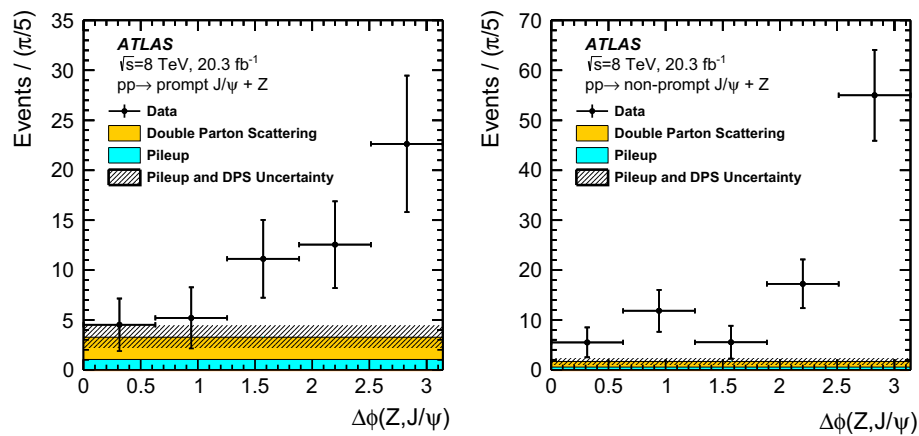 Events / (π/5)
35
30
25
20
15
10
5
0
ATLAS
√s=8 TeV, 20.3 fb⁻¹
pp→ prompt J/ψ + Z
Data
Double Parton Scattering
Pileup
Pileup and DPS Uncertainty
0 0.5 1 1.5 2 2.5 3
Δϕ(Z,J/ψ)
Events / (π/5)
70
60
50
40
30
20
10
0
ATLAS
√s=8 TeV, 20.3 fb⁻¹
pp→ non-prompt J/ψ + Z
Data
Double Parton Scattering
Pileup
Pileup and DPS Uncertainty
0 0.5 1 1.5 2 2.5 3
Δϕ(Z,J/ψ)